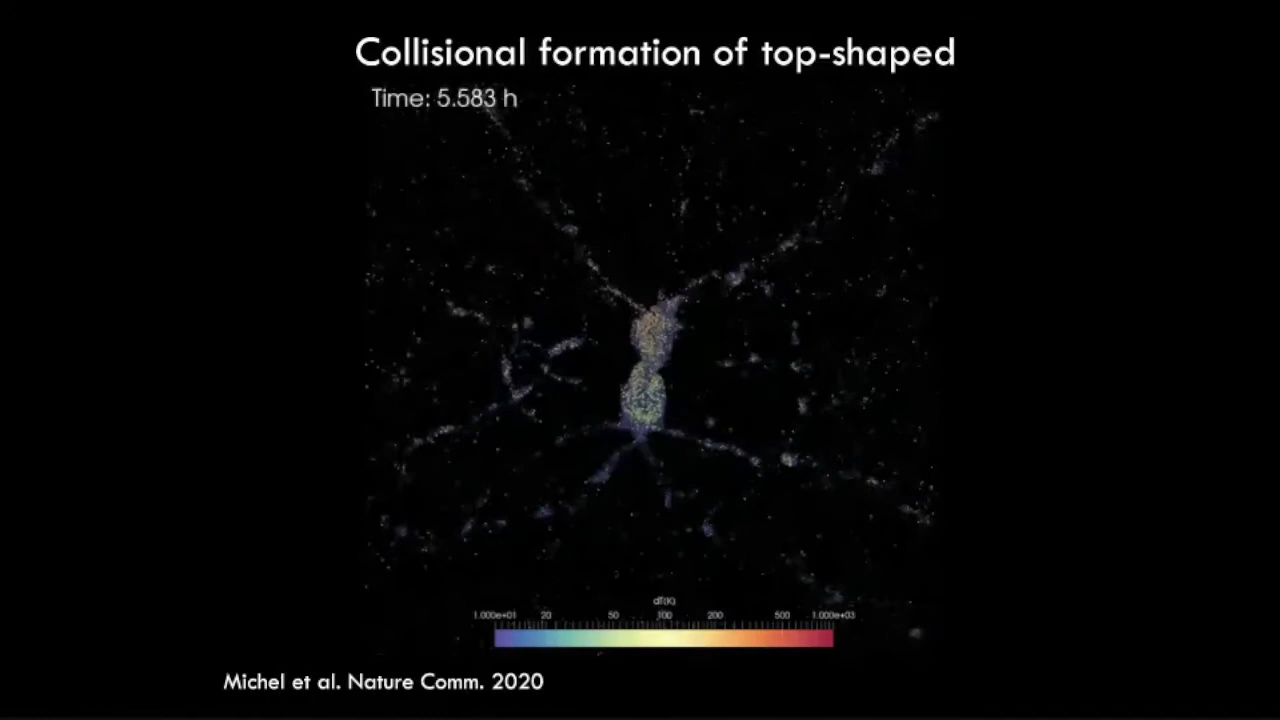 Collisional formation of top-shaped
Time: 5.583 h
dT(K)
1.000e+01 20 50 100 200 500 1.000e+03
Michel et al. Nature Comm. 2020